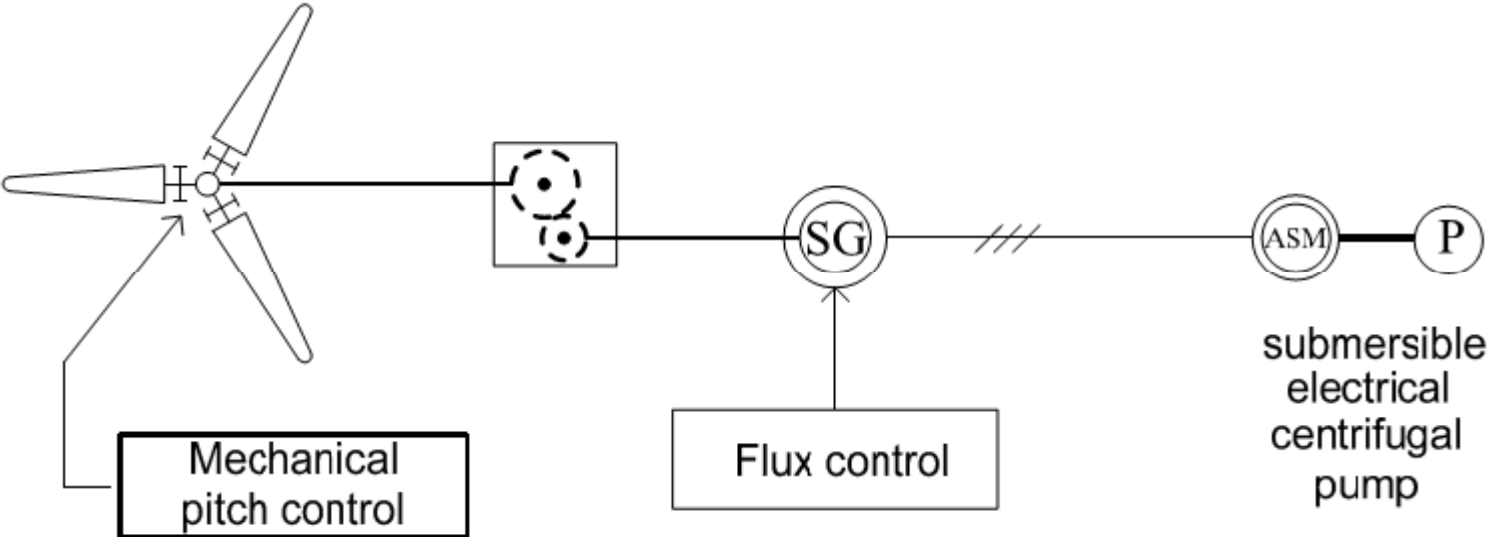 SG
ASM
P
submersible
electrical
centrifugal
pump
Mechanical
pitch control
Flux control